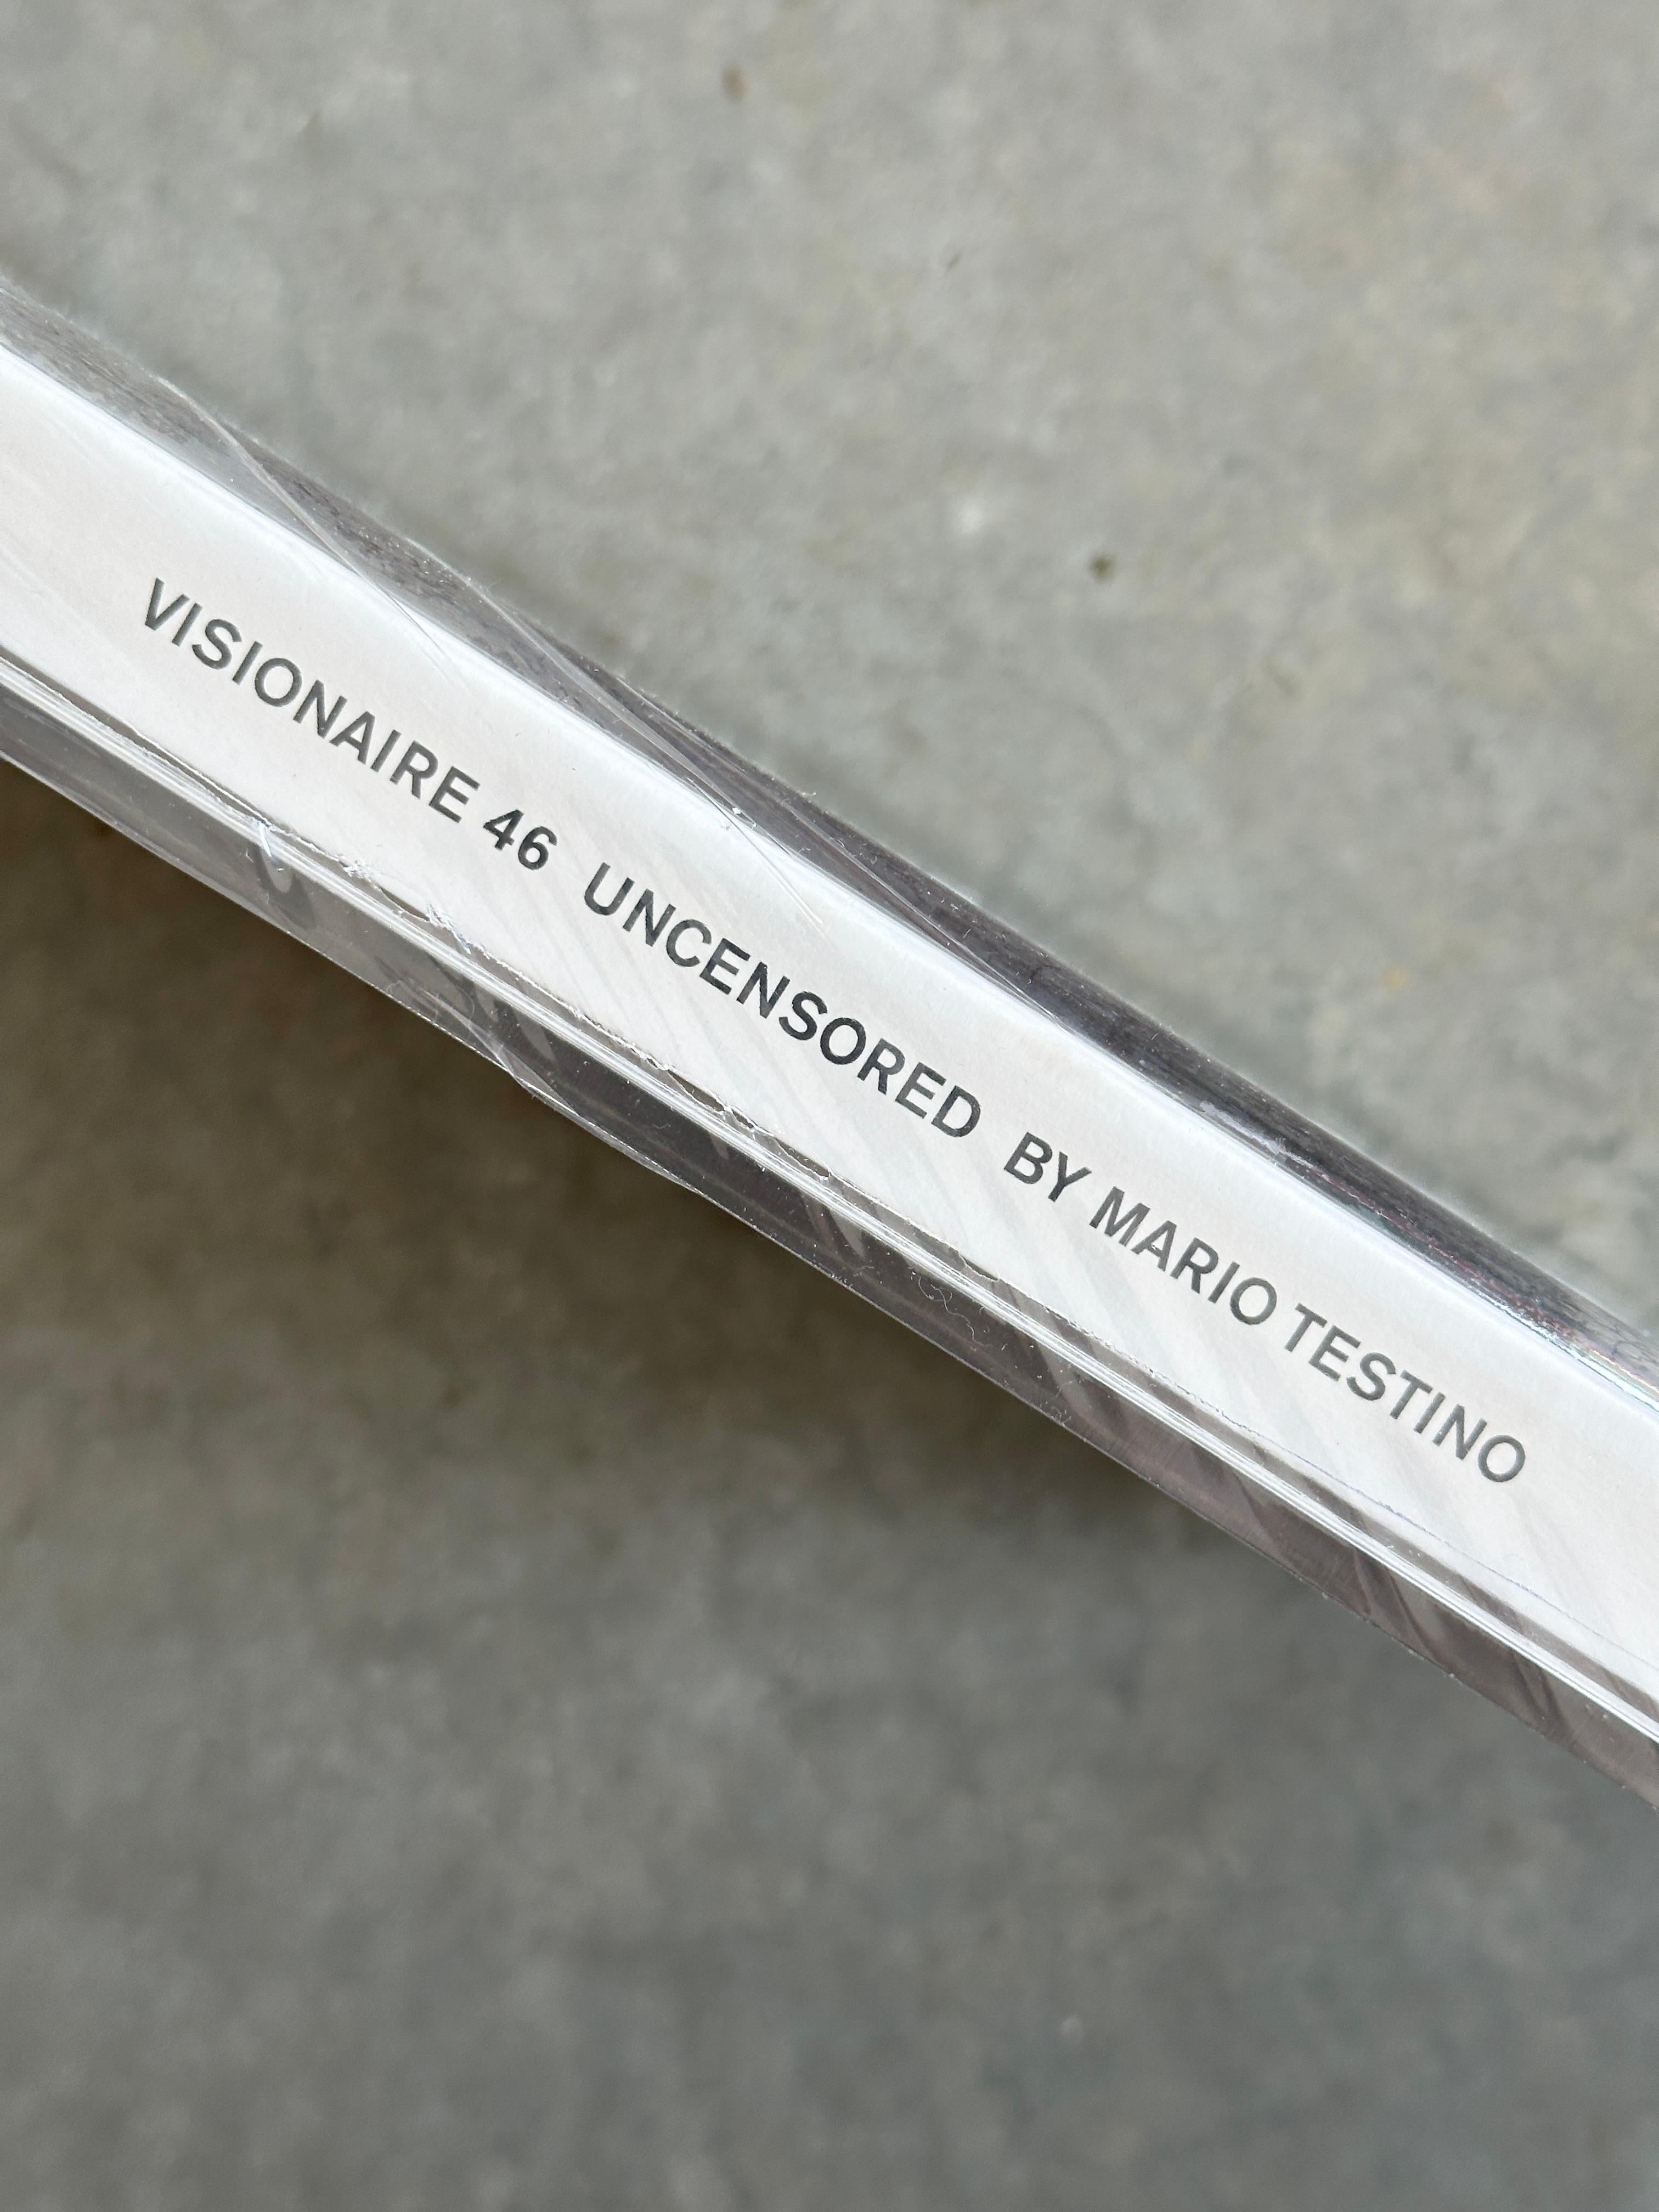 VISIONAIRE 46 UNCENSORED BY MARIO TESTINO